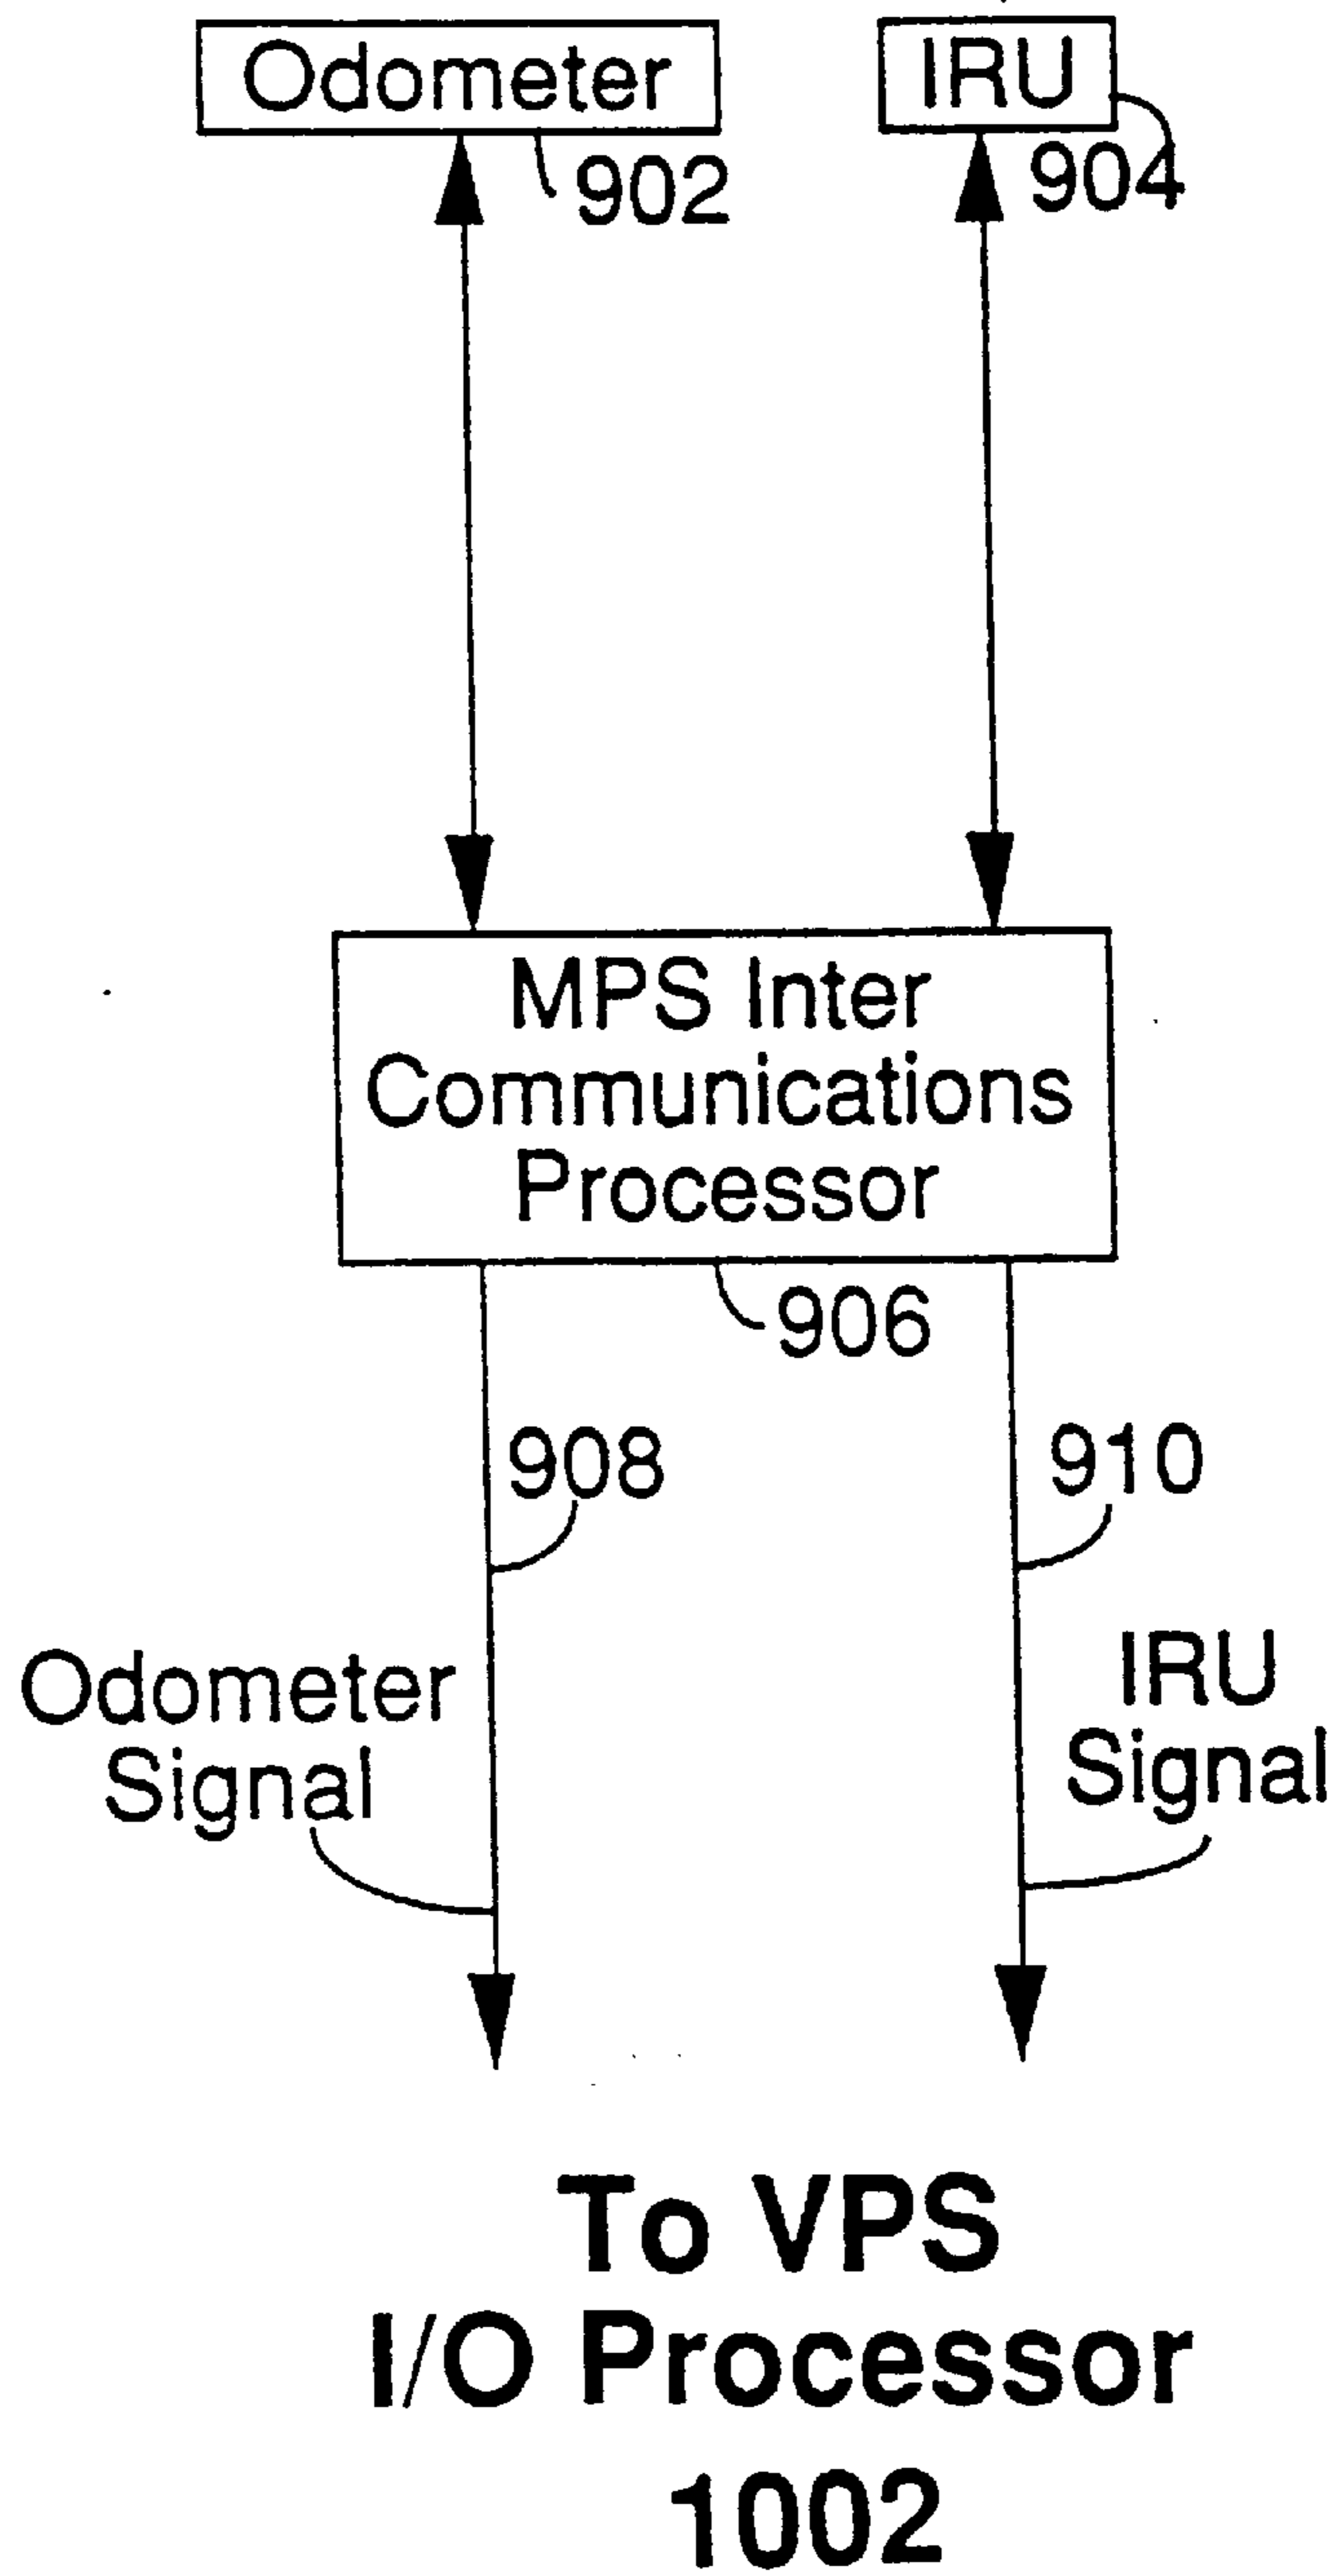 Odometer
IRU
902
904
MPS Inter
Communications
Processor
906
908
910
Odometer
Signal
IRU
Signal
To VPS
I/O Processor
1002